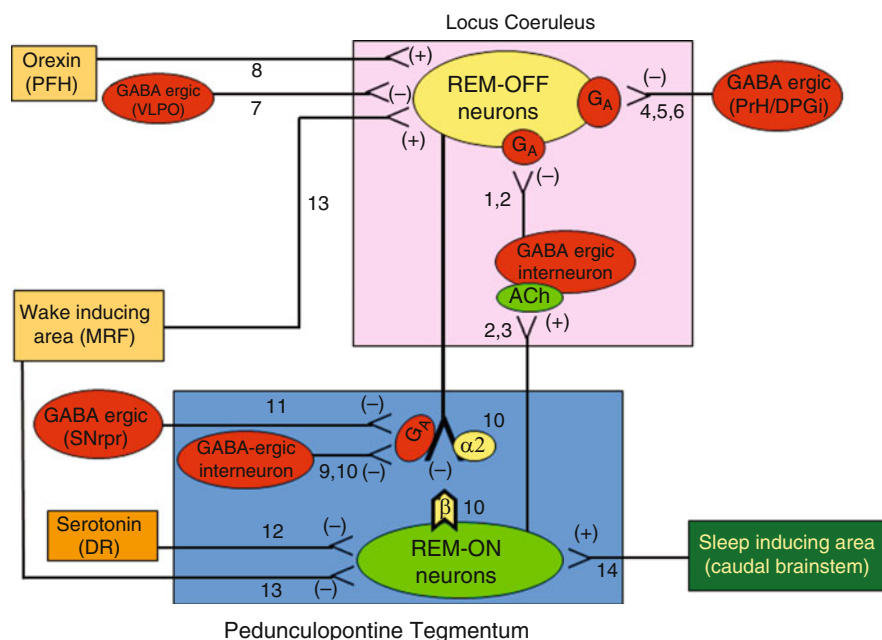 Locus Coeruleus
Orexin
(PFH)
8
(+)
GABA ergic
(VLPO)
7
(–)
(+)
REM-OFF
neurons
G_A
G_A
(–)
4,5,6
GABA ergic
(PrH/DPGi)
(–)
1,2
13
GABA ergic
interneuron
ACh
2,3
(+)
Wake inducing
area (MRF)
GABA ergic
(SNrpr)
11
(–)
G_A
10
α2
GABA-ergic
interneuron
9,10
(–)
(–)
β
10
Serotonin
(DR)
12
(–)
REM-ON
neurons
(+)
14
Sleep inducing area
(caudal brainstem)
13
(–)
Pedunculopontine Tegmentum